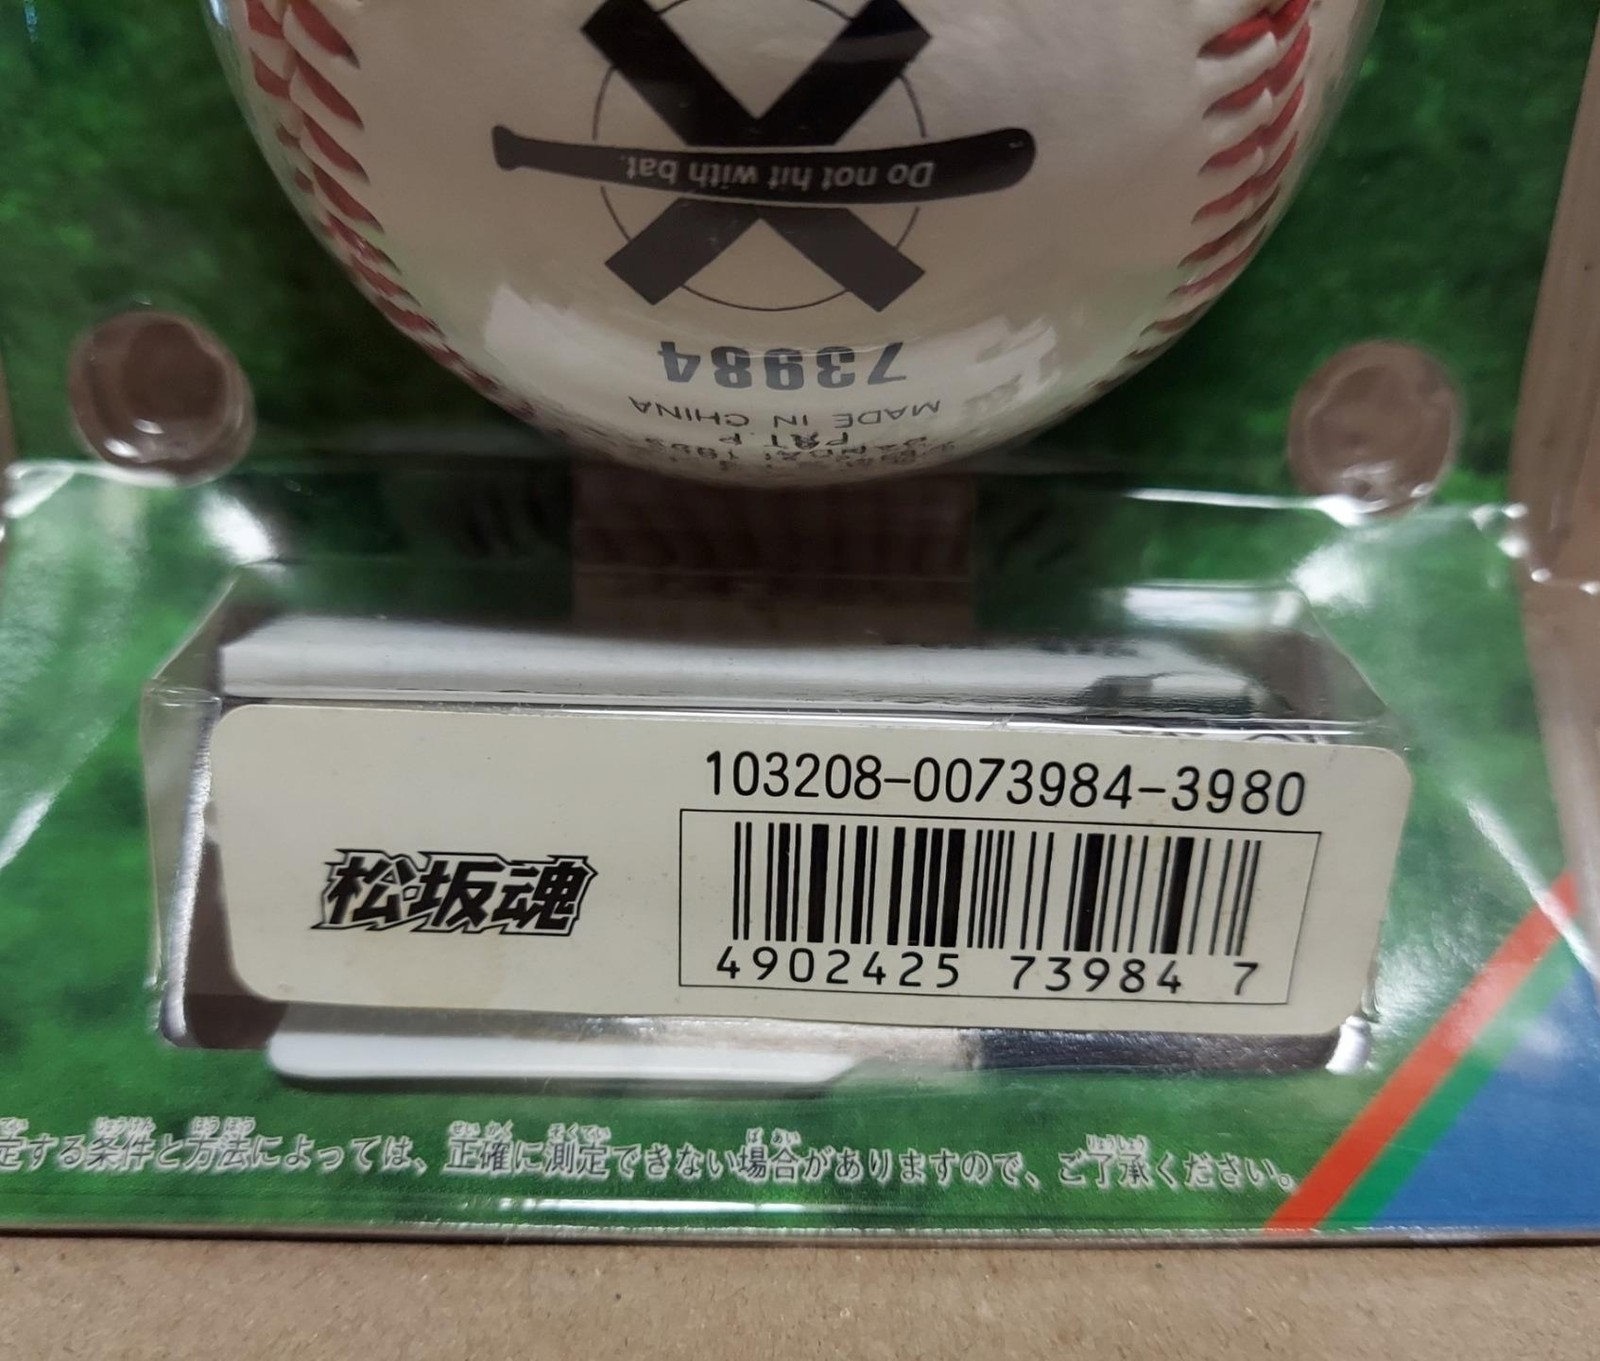 Do not hit with bat.
73984
MADE IN CHINA
PAT. P
103208-0073984-3980
松坂魂
4902425 73984 7
定する条件と方法によっては、正確に測定できない場合がありますので、ご了承ください。